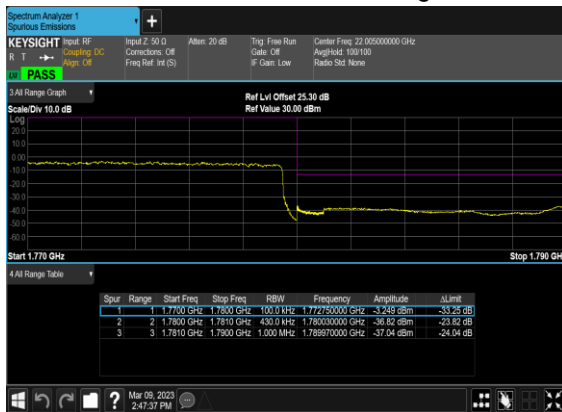 Spectrum Analyzer 1
Spurious Emissions
KEYSIGHT Input: RF Input Z: 50 Ω Atten: 20 dB Trig: Free Run Center Freq: 22.005000000 GHz
R T Coupling: DC Corrections: Off Gate: Off Avg|Hold: 100/100
Align: Off Freq Ref: Int (S) IF Gain: Low Radio Std: None
PASS
3 All Range Graph
Ref Lvl Offset 25.30 dB
Scale/Div 10.0 dB Ref Value 30.00 dBm
Log
20.0
10.0
0.00
-10.0
-20.0
-30.0
-40.0
-50.0
-60.0
Start 1.770 GHz Stop 1.790 GH
4 All Range Table
Spur Range Start Freq Stop Freq RBW Frequency Amplitude ΔLimit
1 1 1.7700 GHz 1.7800 GHz 100.0 kHz 1.772750000 GHz -3.249 dBm -33.25 dB
2 2 1.7800 GHz 1.7810 GHz 430.0 kHz 1.780030000 GHz -36.82 dBm -23.82 dB
3 3 1.7810 GHz 1.7900 GHz 1.000 MHz 1.789970000 GHz -37.04 dBm -24.04 dB
? Mar 09, 2023
2:47:37 PM